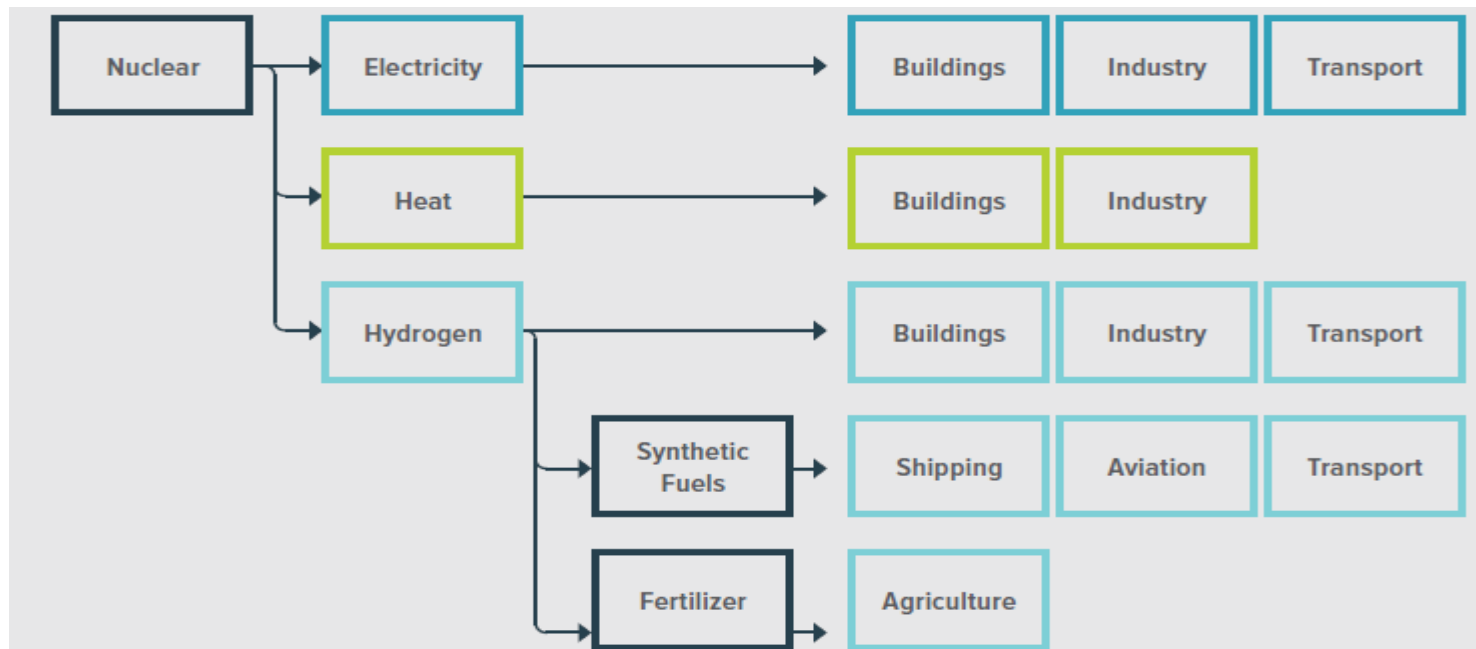 Nuclear
Electricity
Buildings
Industry
Transport
Heat
Buildings
Industry
Hydrogen
Buildings
Industry
Transport
Synthetic
Fuels
Shipping
Aviation
Transport
Fertilizer
Agriculture